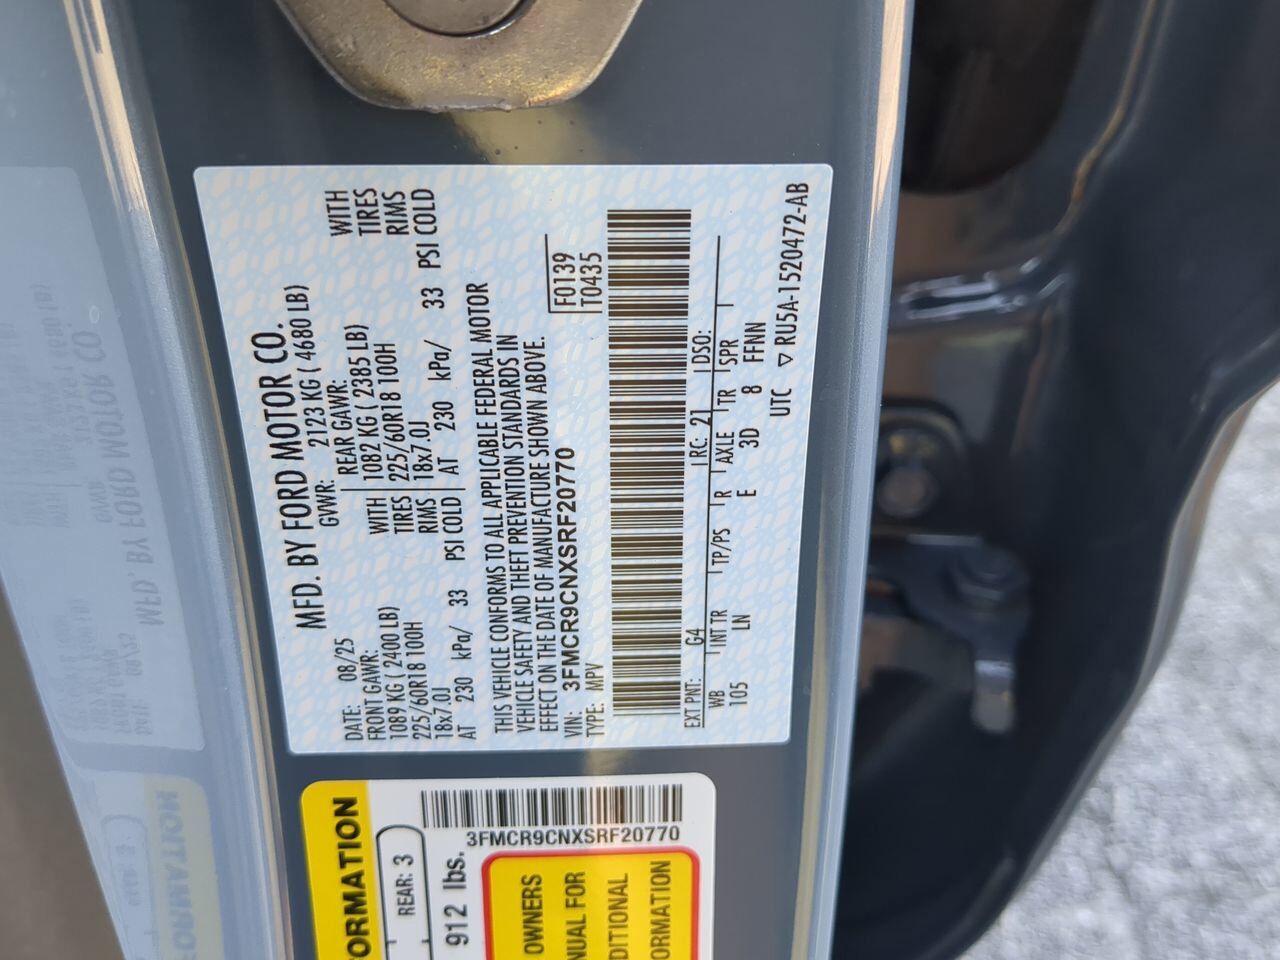 MFD. BY FORD MOTOR CO.
DATE: 08/25 GVWR: 2123 KG ( 4680 LB)
FRONT GAWR: REAR GAWR:
1089 KG ( 2400 LB) WITH 1082 KG ( 2385 LB) WITH
225/60R18 100H TIRES 225/60R18 100H TIRES
18x7.0J RIMS 18x7.0J RIMS
AT 230 kPa/ 33 PSI COLD AT 230 kPa/ 33 PSI COLD
THIS VEHICLE CONFORMS TO ALL APPLICABLE FEDERAL MOTOR
VEHICLE SAFETY AND THEFT PREVENTION STANDARDS IN
EFFECT ON THE DATE OF MANUFACTURE SHOWN ABOVE.
VIN: 3FMCR9CNXSRF20770 F0139
TYPE: MPV T0435
EXT PNT: G4 RC: 21 DSO:
WB INT TR TP/PS R AXLE TR SPR
105 LN E 3D 8 FFNN
UTC ▽ RU5A-1520472-AB
ORMATION
REAR: 3
912 lbs.
3FMCR9CNXSRF20770
OWNERS
NUAL FOR
DITIONAL
ORMATION